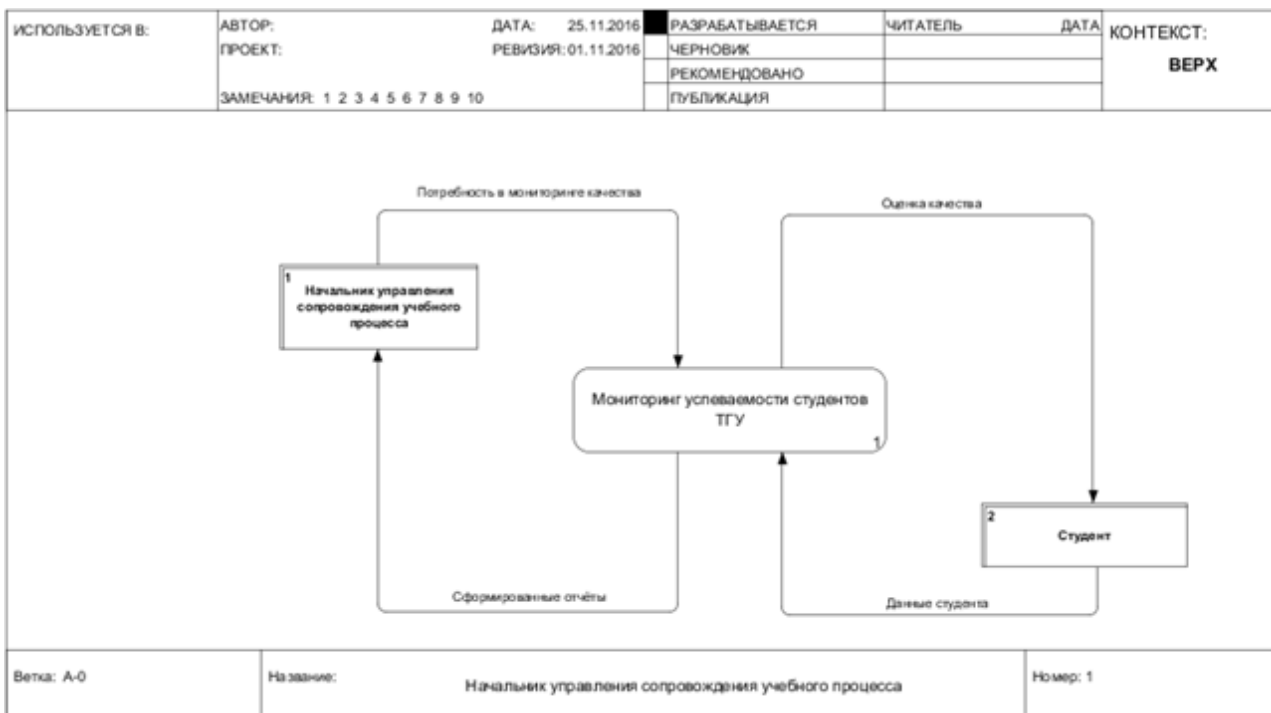 ИСПОЛЬЗУЕТСЯ В:
АВТОР:
ДАТА: 25.11.2016
ПРОЕКТ:
РЕВИЗИЯ: 01.11.2016
ЗАМЕЧАНИЯ: 1 2 3 4 5 6 7 8 9 10
РАЗРАБАТЫВАЕТСЯ
ЧЕРНОВИК
РЕКОМЕНДОВАНО
ПУБЛИКАЦИЯ
ЧИТАТЕЛЬ
ДАТА
КОНТЕКСТ:
ВЕРХ
Потребность в мониторинге качества
Оценка качества
1
Начальник управления
сопровождения учебного
процесса
Мониторинг успеваемости студентов
ТГУ
1
2
Студент
Сформированные отчёты
Данные студента
Ветка: A-0
Название:
Начальник управления сопровождения учебного процесса
Номер: 1